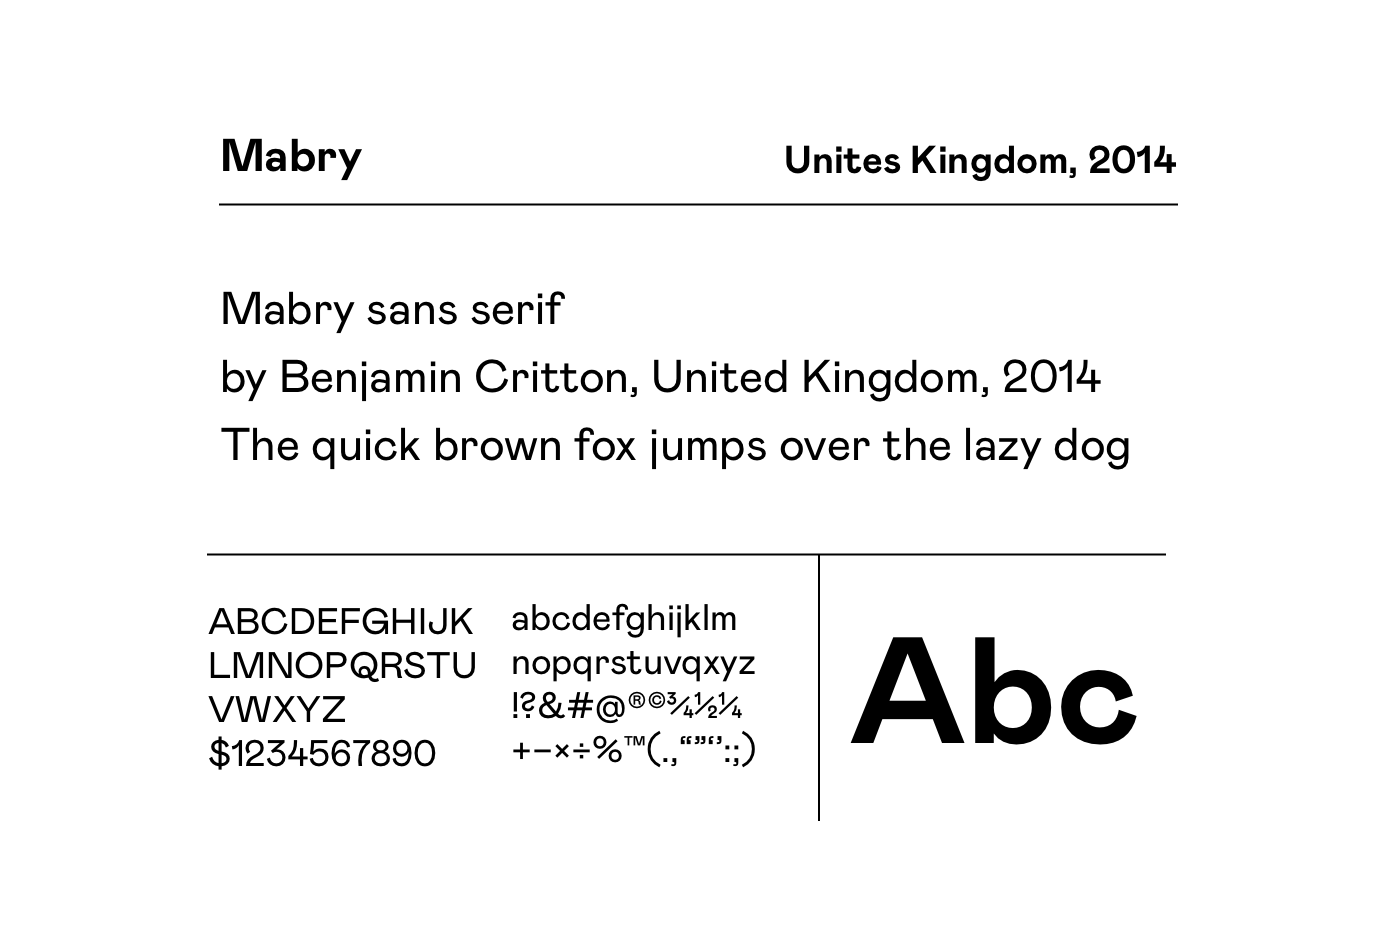 Mabry
Unites Kingdom, 2014
Mabry sans serif
by Benjamin Critton, United Kingdom, 2014
The quick brown fox jumps over the lazy dog
ABCDEFGHIJK
LMNOPQRSTU
VWXYZ
$1234567890
abcdefghijklm
nopqrstuvqxyz
!?&#@®©¾½¼
+−×÷%™(.,“”‘’:;)
Abc